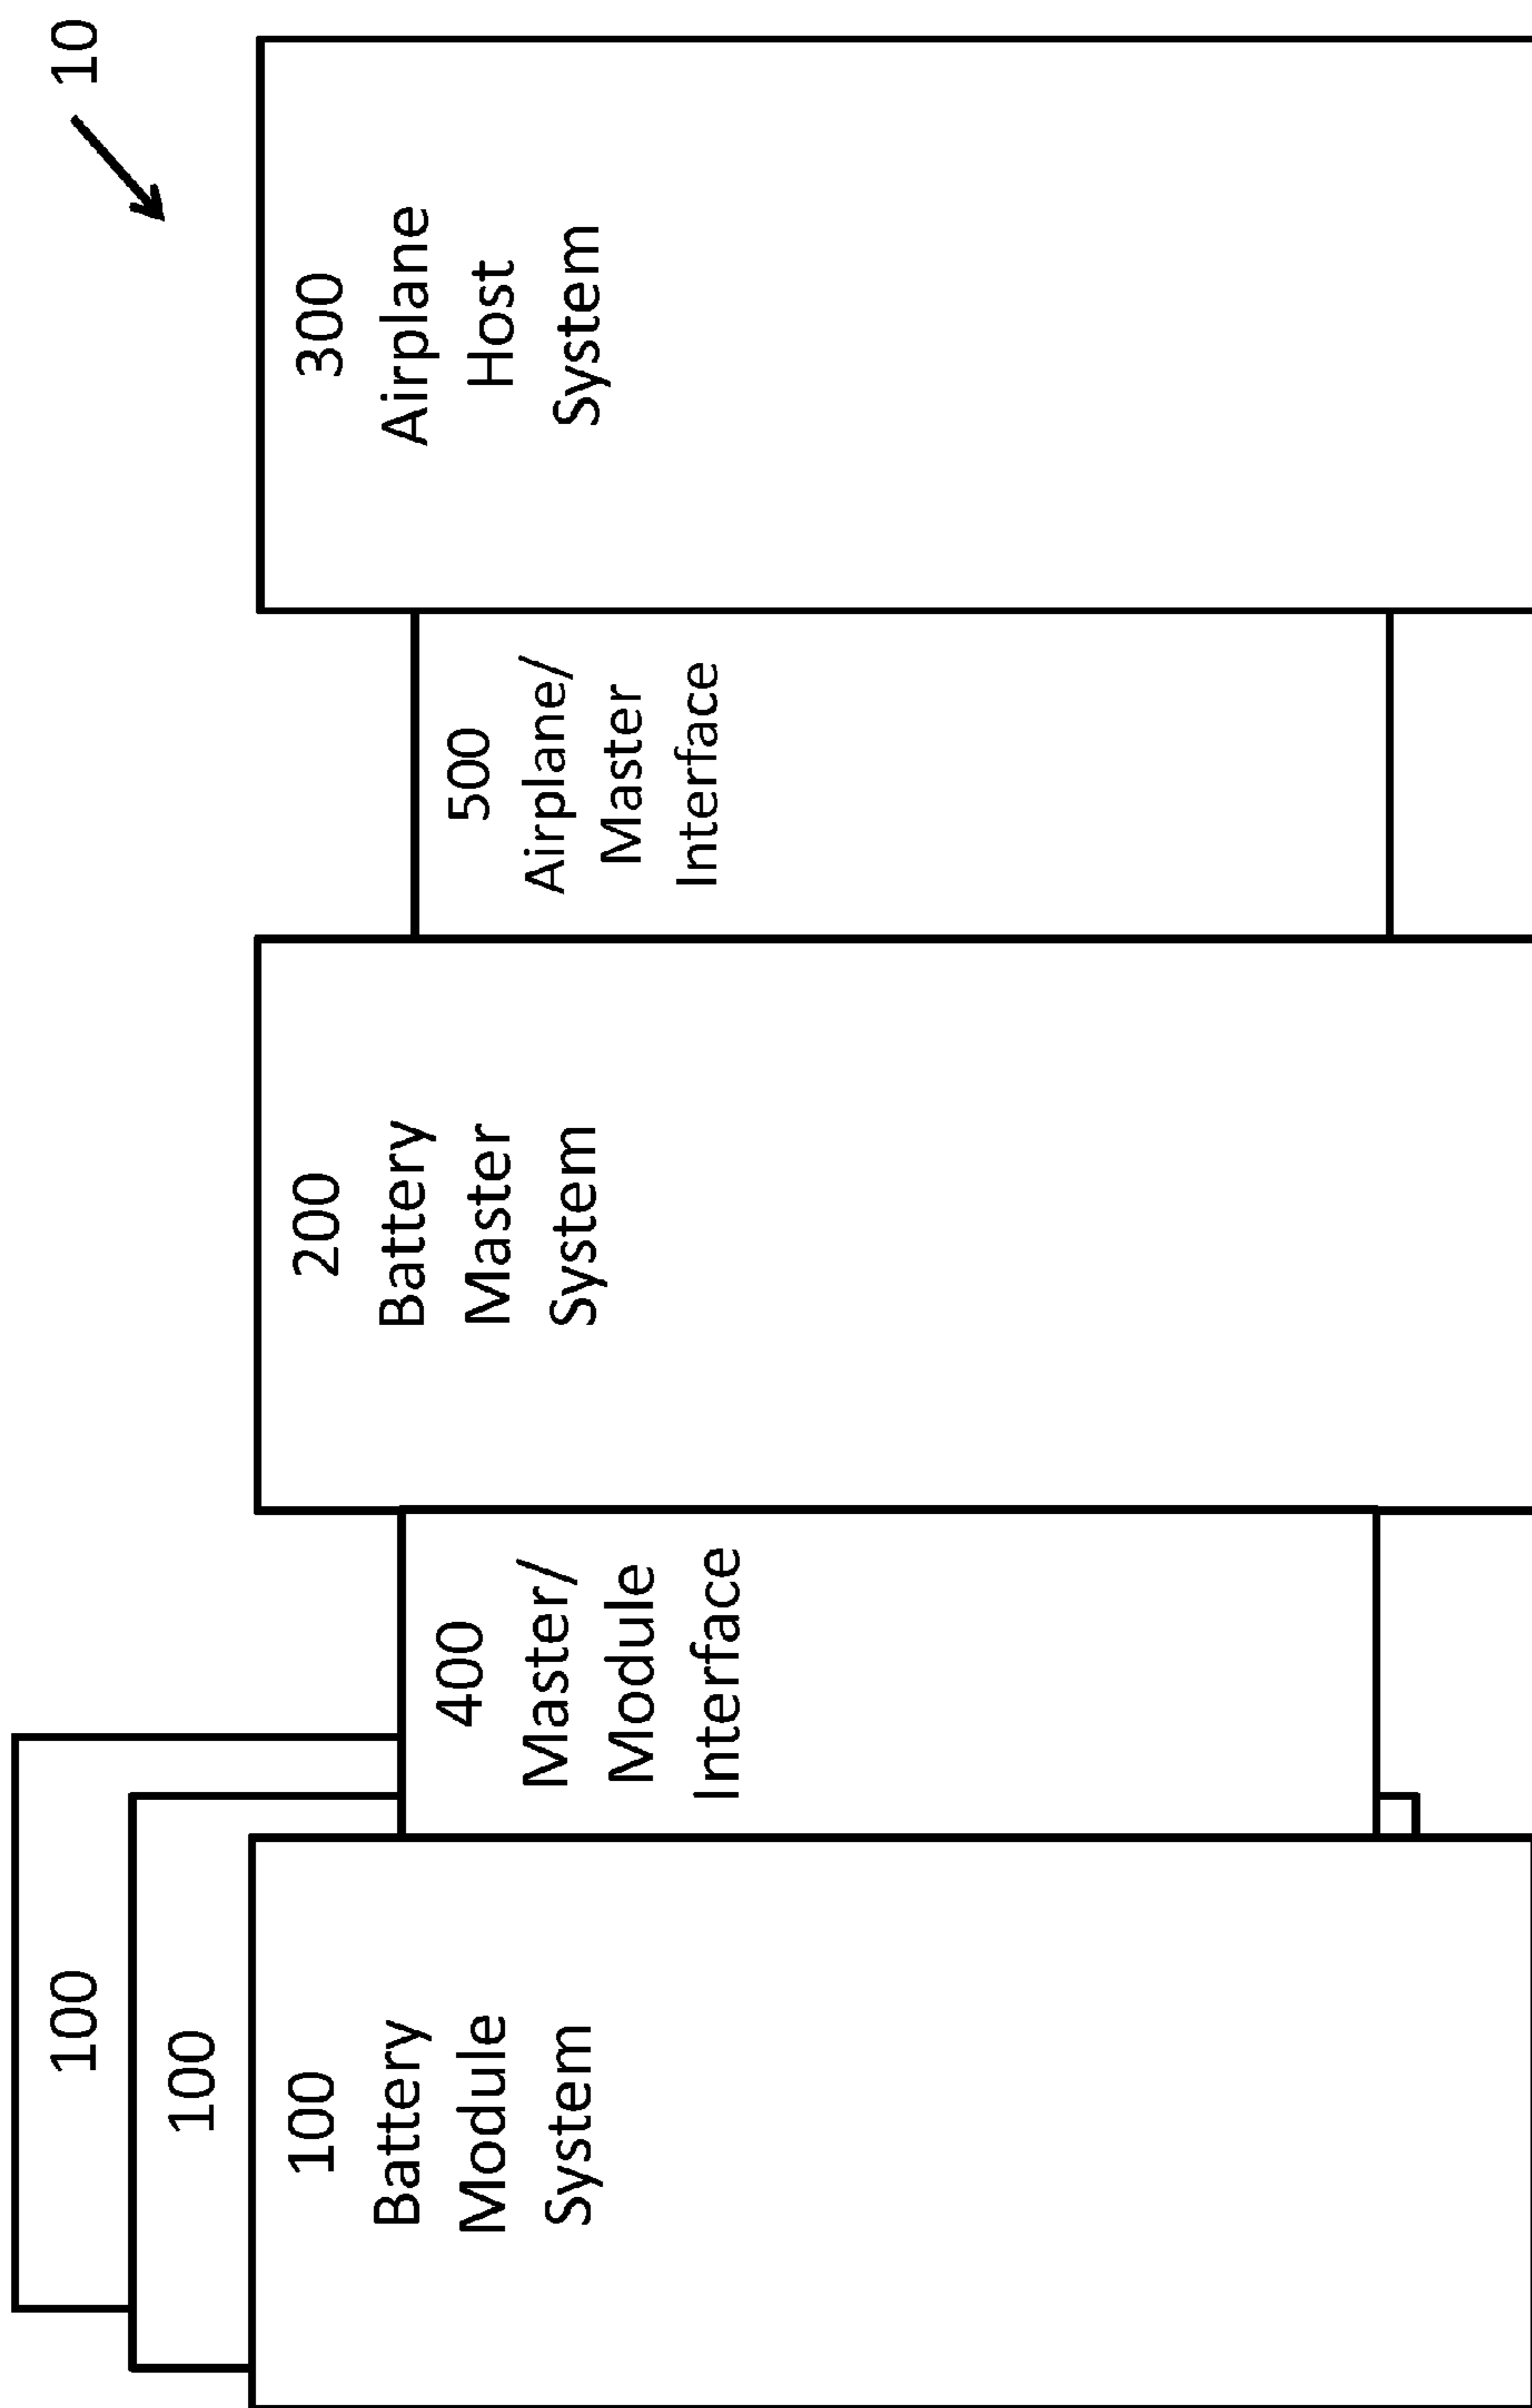 10
100
100
100
Battery
Module
System
400
Master/
Module
Interface
200
Battery
Master
System
500
Airplane/
Master
Interface
300
Airplane
Host
System